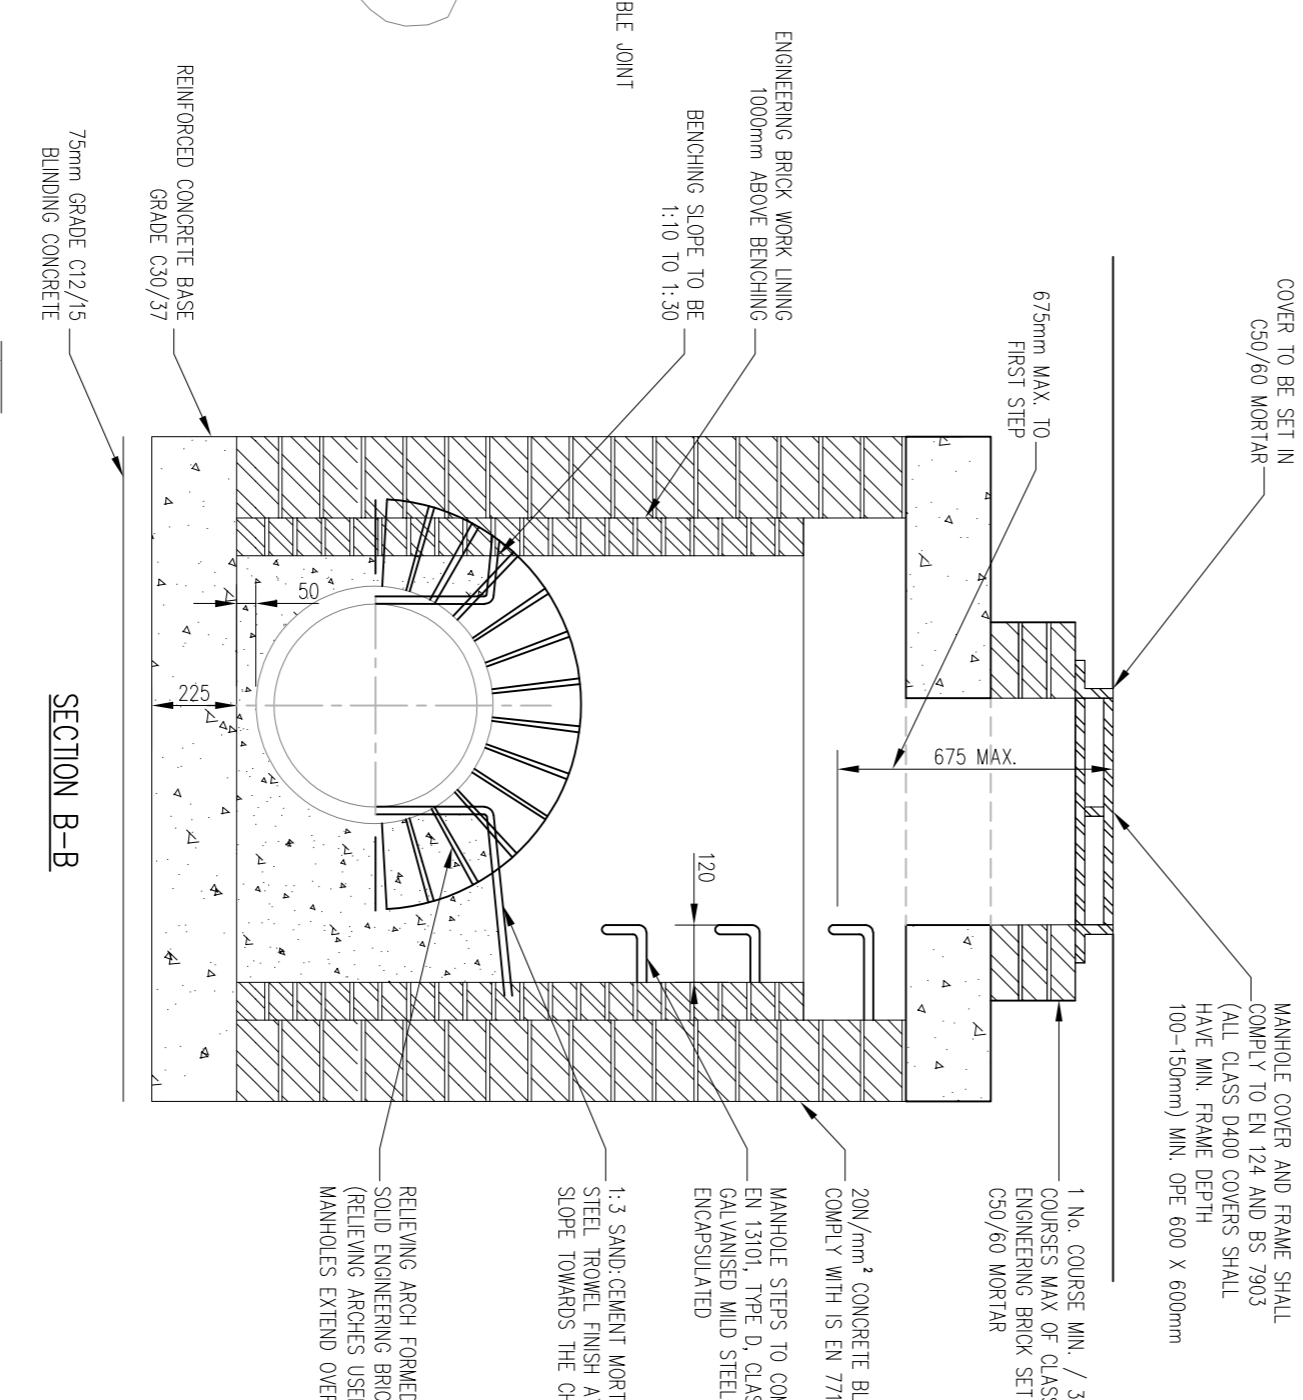 COVER TO BE SET IN
C50/60 MORTAR
675mm MAX. TO
FIRST STEP
BLE JOINT
ENGINEERING BRICK WORK LINING
1000mm ABOVE BENCHING
BENCHING SLOPE TO BE
1:10 TO 1:30
REINFORCED CONCRETE BASE
GRADE C30/37
75mm GRADE C12/15
BLINDING CONCRETE
675 MAX.
120
50
225
MANHOLE COVER AND FRAME SHALL
COMPLY TO EN 124 AND BS 7903
(ALL CLASS D400 COVERS SHALL
HAVE MIN. FRAME DEPTH
100-150mm) MIN. OPE 600 X 600mm
1 No. COURSE MIN. / 3
COURSES MAX OF CLASS
ENGINEERING BRICK SET
C50/60 MORTAR
20N/mm² CONCRETE BL
COMPLY WITH IS EN 771
MANHOLE STEPS TO CON
EN 13101, TYPE D, CLAS
GALVANISED MILD STEEL
ENCAPSULATED
1:3 SAND:CEMENT MORT
STEEL TROWEL FINISH A
SLOPE TOWARDS THE CH
RELIEVING ARCH FORMED
SOLID ENGINEERING BRIC
(RELIEVING ARCHES USE
MANHOLES EXTEND OVER
SECTION B-B